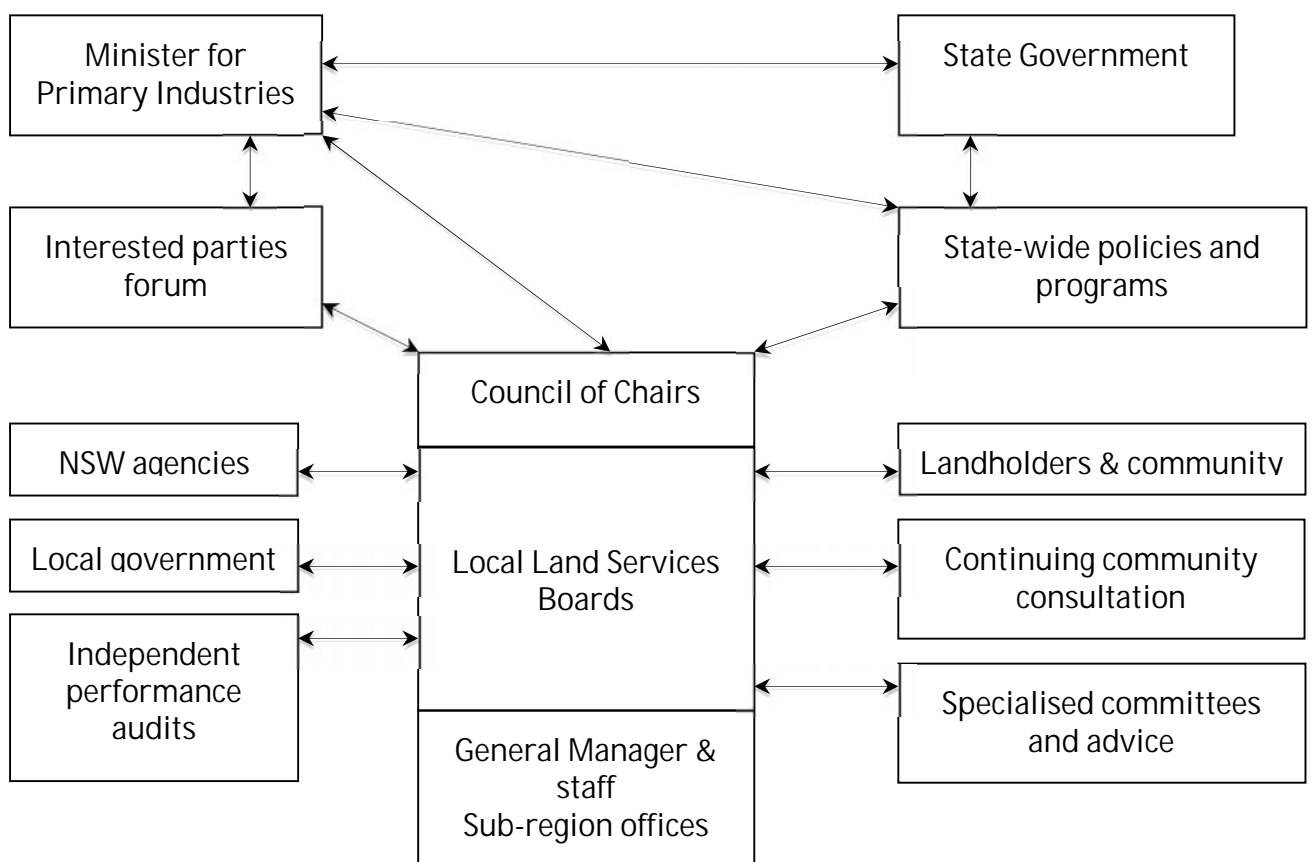 Minister for
Primary Industries
State Government
Interested parties
forum
State-wide policies and
programs
Council of Chairs
NSW agencies
Landholders & community
Local government
Local Land Services
Boards
Continuing community
consultation
Independent
performance
audits
Specialised committees
and advice
General Manager &
staff
Sub-region offices